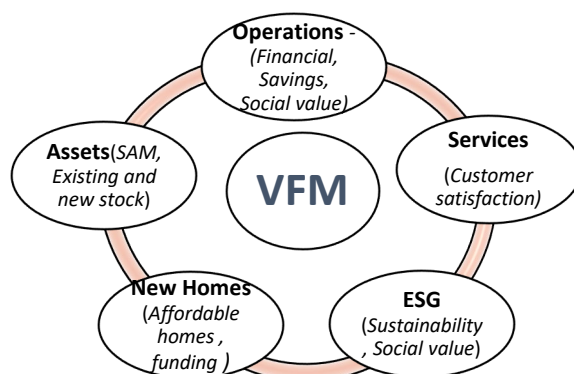 Operations -
(Financial,
Savings,
Social value)
Services
(Customer
satisfaction)
ESG
(Sustainability
, Social value)
New Homes
(Affordable
homes ,
funding )
Assets(SAM,
Existing and
new stock)
VFM